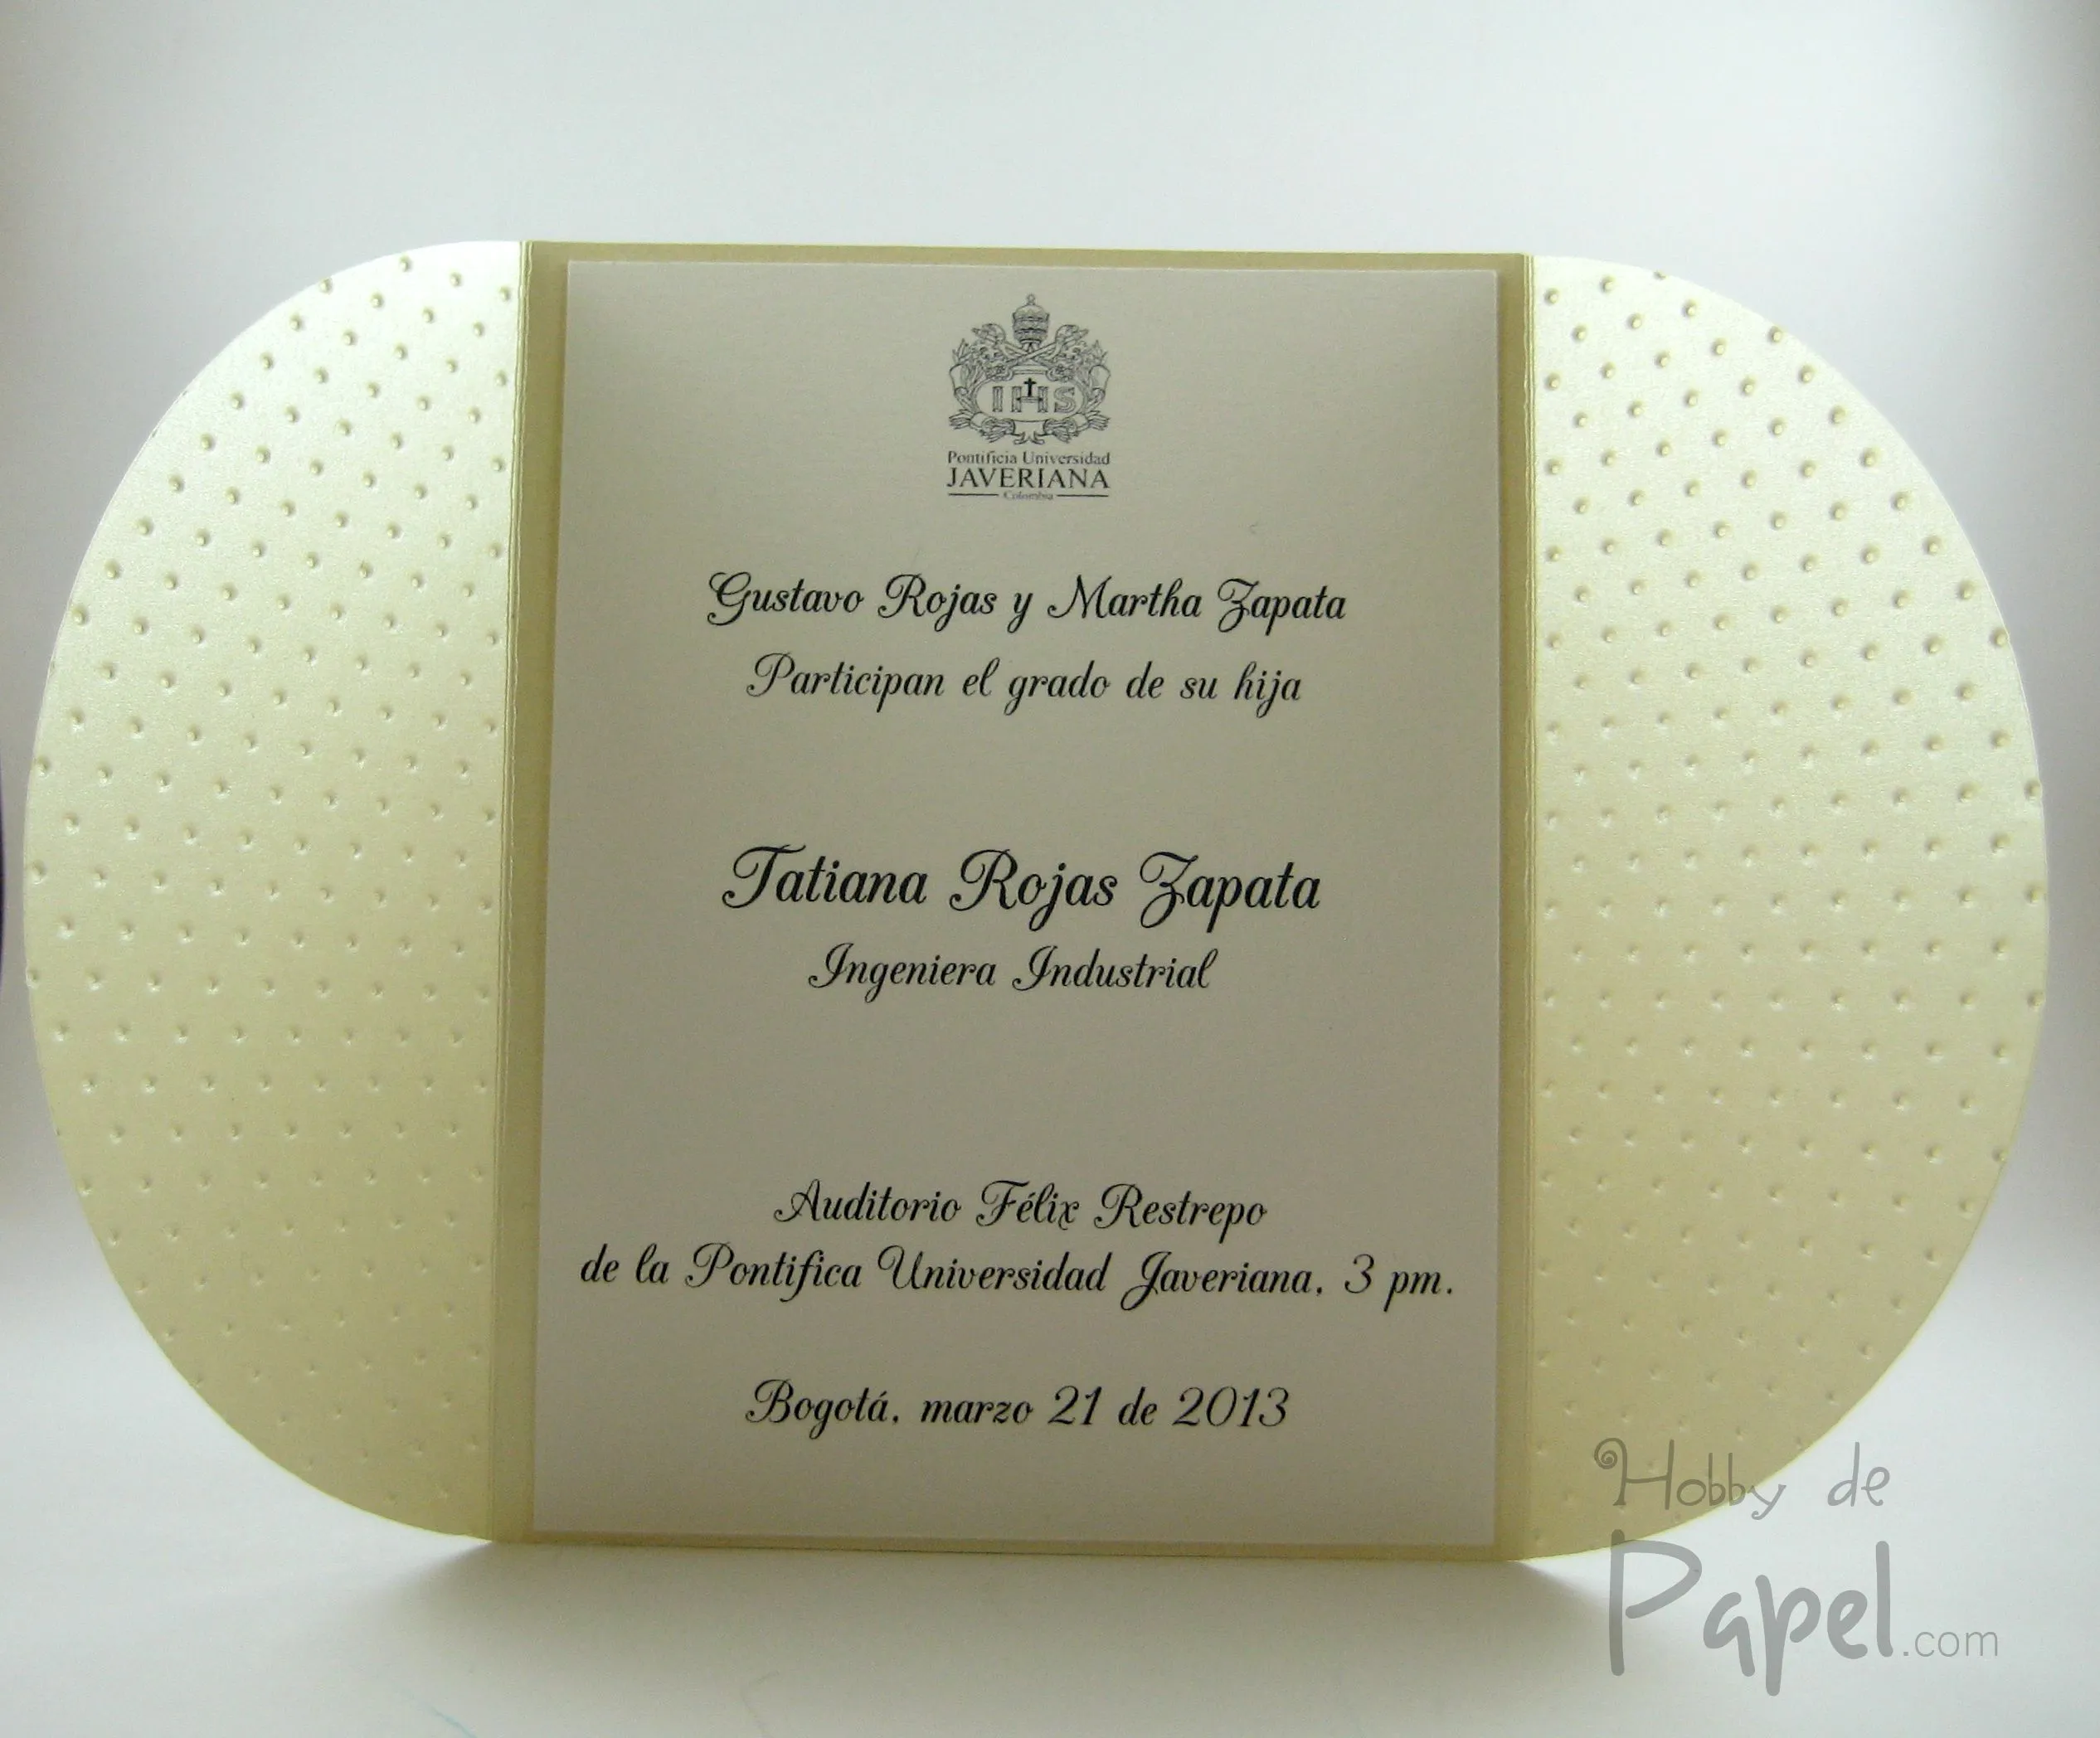 IHS
Pontificia Universidad
JAVERIANA
Colombia
Gustavo Rojas y Martha Zapata
Participan el grado de su hija
Tatiana Rojas Zapata
Ingeniera Industrial
Auditorio Félix Restrepo
de la Pontifica Universidad Javeriana, 3 pm.
Bogotá, marzo 21 de 2013
Hobby de
Papel.com